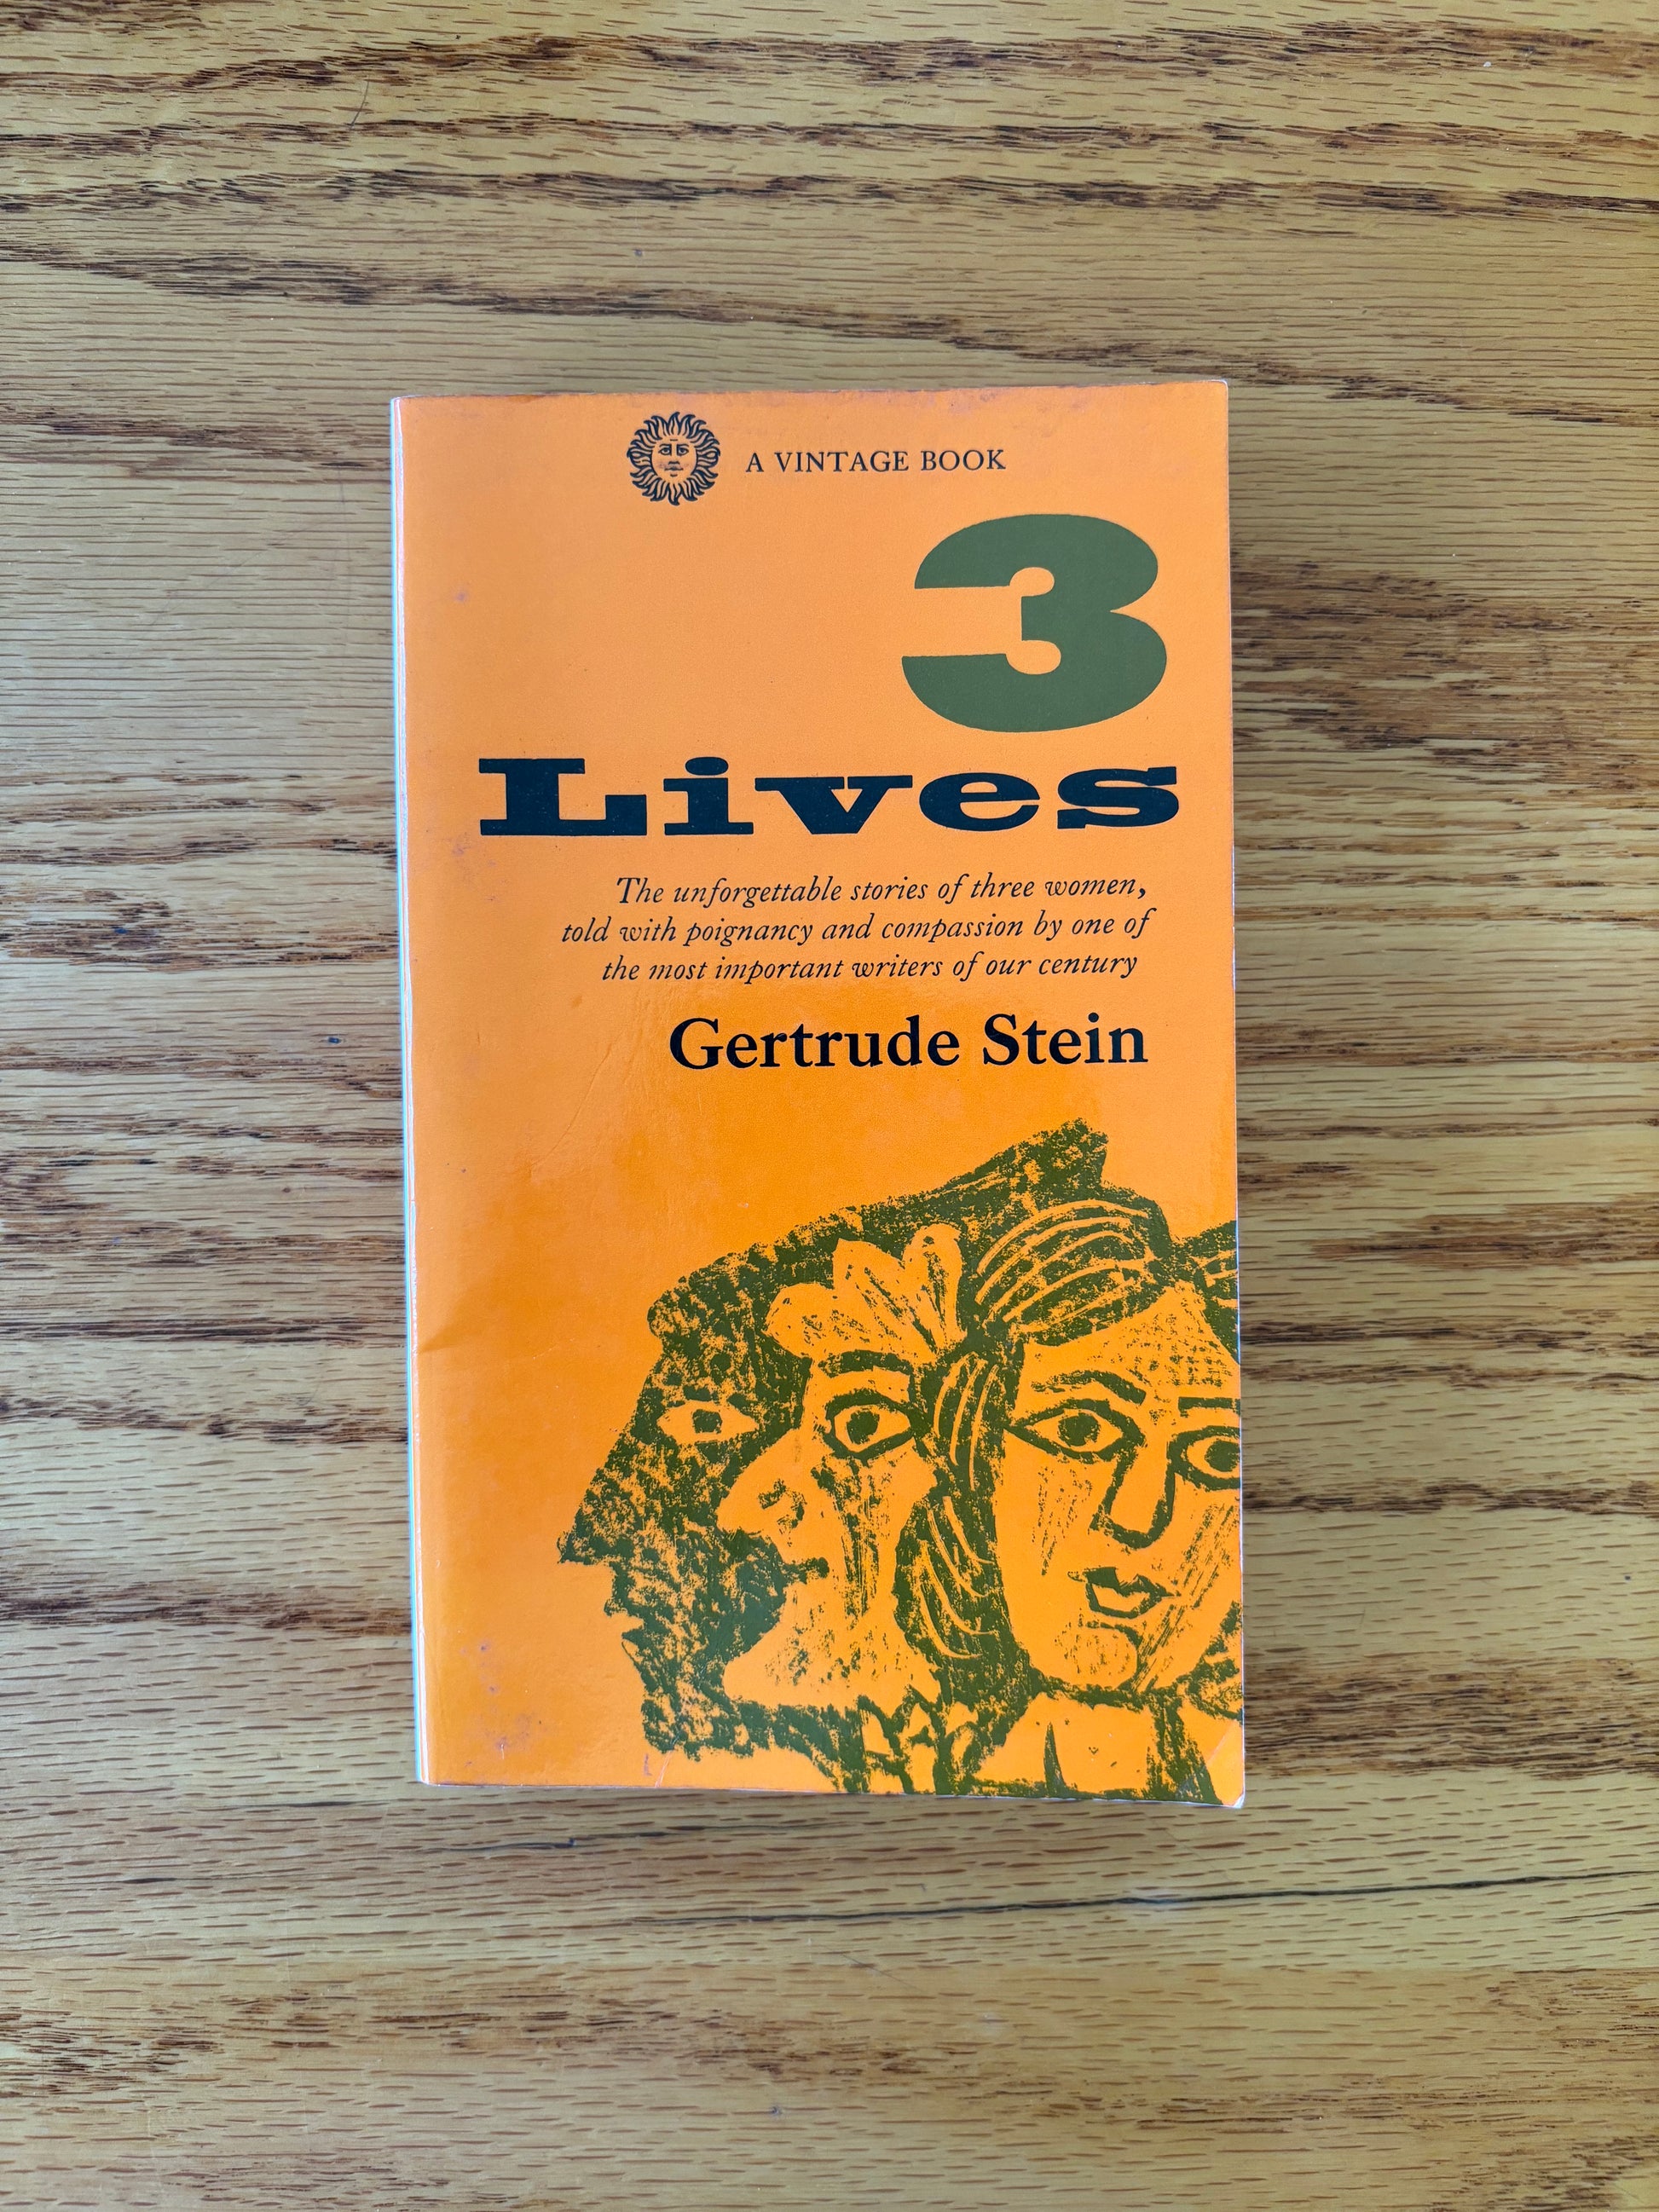 A VINTAGE BOOK
3
Lives
The unforgettable stories of three women,
told with poignancy and compassion by one of
the most important writers of our century
Gertrude Stein